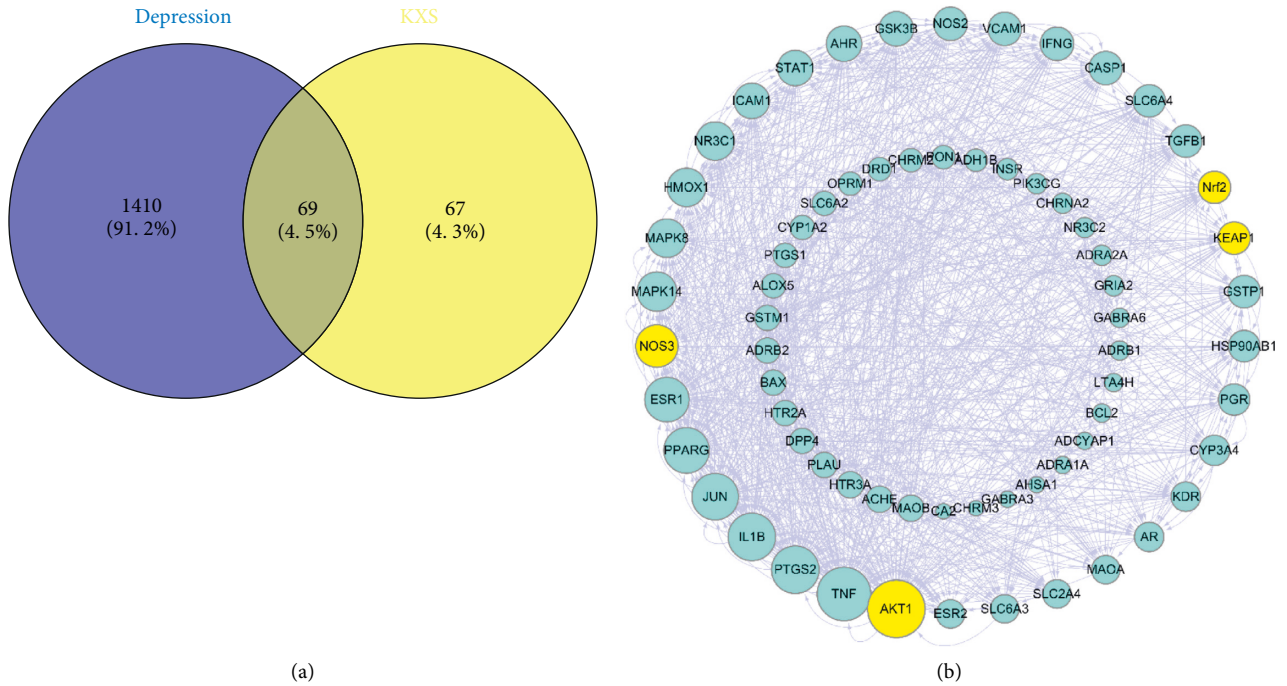 Depression
KXS
1410
(91. 2%)
69
(4. 5%)
67
(4. 3%)
(a)
NOS2
VCAM1
IFNG
CASP1
SLC6A4
TGFB1
Nrf2
KEAP1
GSTP1
HSP90AB1
PGR
CYP3A4
KDR
AR
MAOA
SLC2A4
SLC6A3
ESR2
AKT1
TNF
PTGS2
IL1B
JUN
PPARG
ESR1
NOS3
MAPK14
MAPK8
HMOX1
NR3C1
ICAM1
STAT1
AHR
GSK3B
PON1
ADH1B
INSR
PIK3CG
CHRNA2
NR3C2
ADRA2A
GRIA2
GABRA6
ADRB1
LTA4H
BCL2
ADCYAP1
ADRA1A
AHSA1
GABRA3
CHRM3
CA2
MAOB
ACHE
HTR3A
PLAU
DPP4
HTR2A
BAX
ADRB2
GSTM1
ALOX5
PTGS1
CYP1A2
SLC6A2
OPRM1
DRD1
CHRM2
(b)